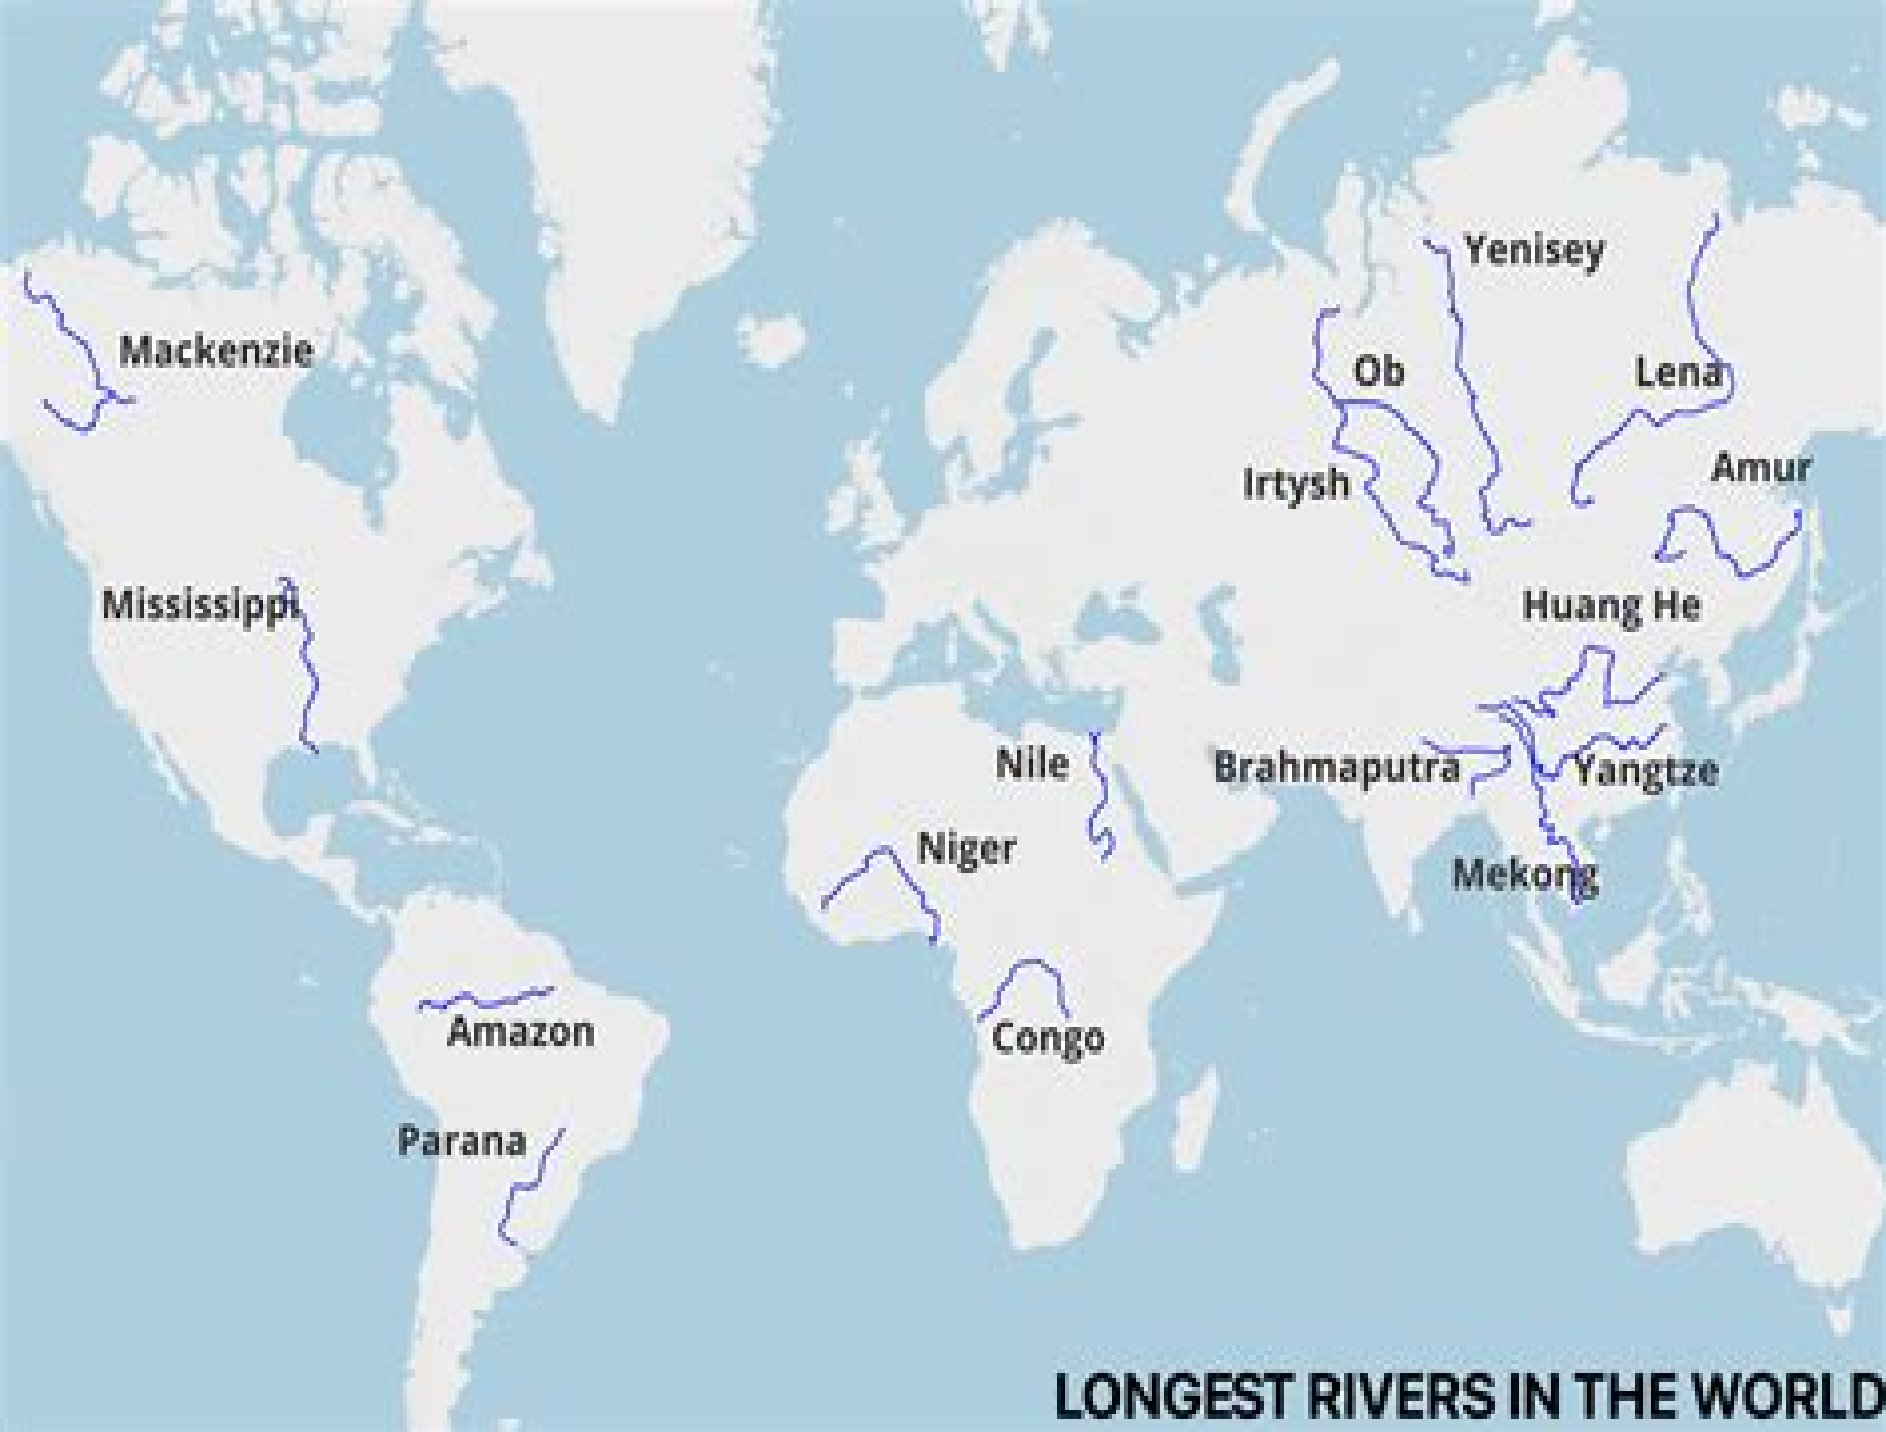 Yenisey
Mackenzie
Ob
Lena
Amur
Irtysh
Mississippi
Huang He
Nile
Brahmaputra
Yangtze
Niger
Mekong
Amazon
Congo
Parana
LONGEST RIVERS IN THE WORLD